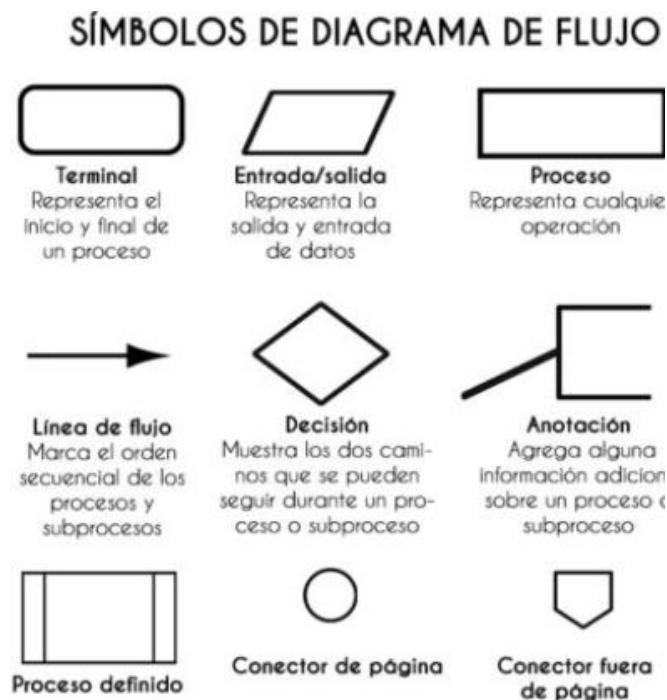 SÍMBOLOS DE DIAGRAMA DE FLUJO
Terminal
Representa el
inicio y final de
un proceso
Entrada/salida
Representa la
salida y entrada
de datos
Proceso
Representa cualquie
operación
Línea de flujo
Marca el orden
secuencial de los
procesos y
subprocesos
Decisión
Muestra los dos cami-
nos que se pueden
seguir durante un pro-
ceso o subproceso
Anotación
Agrega alguna
información adicion
sobre un proceso o
subproceso
Proceso definido
Conector de página
Conector fuera
de página